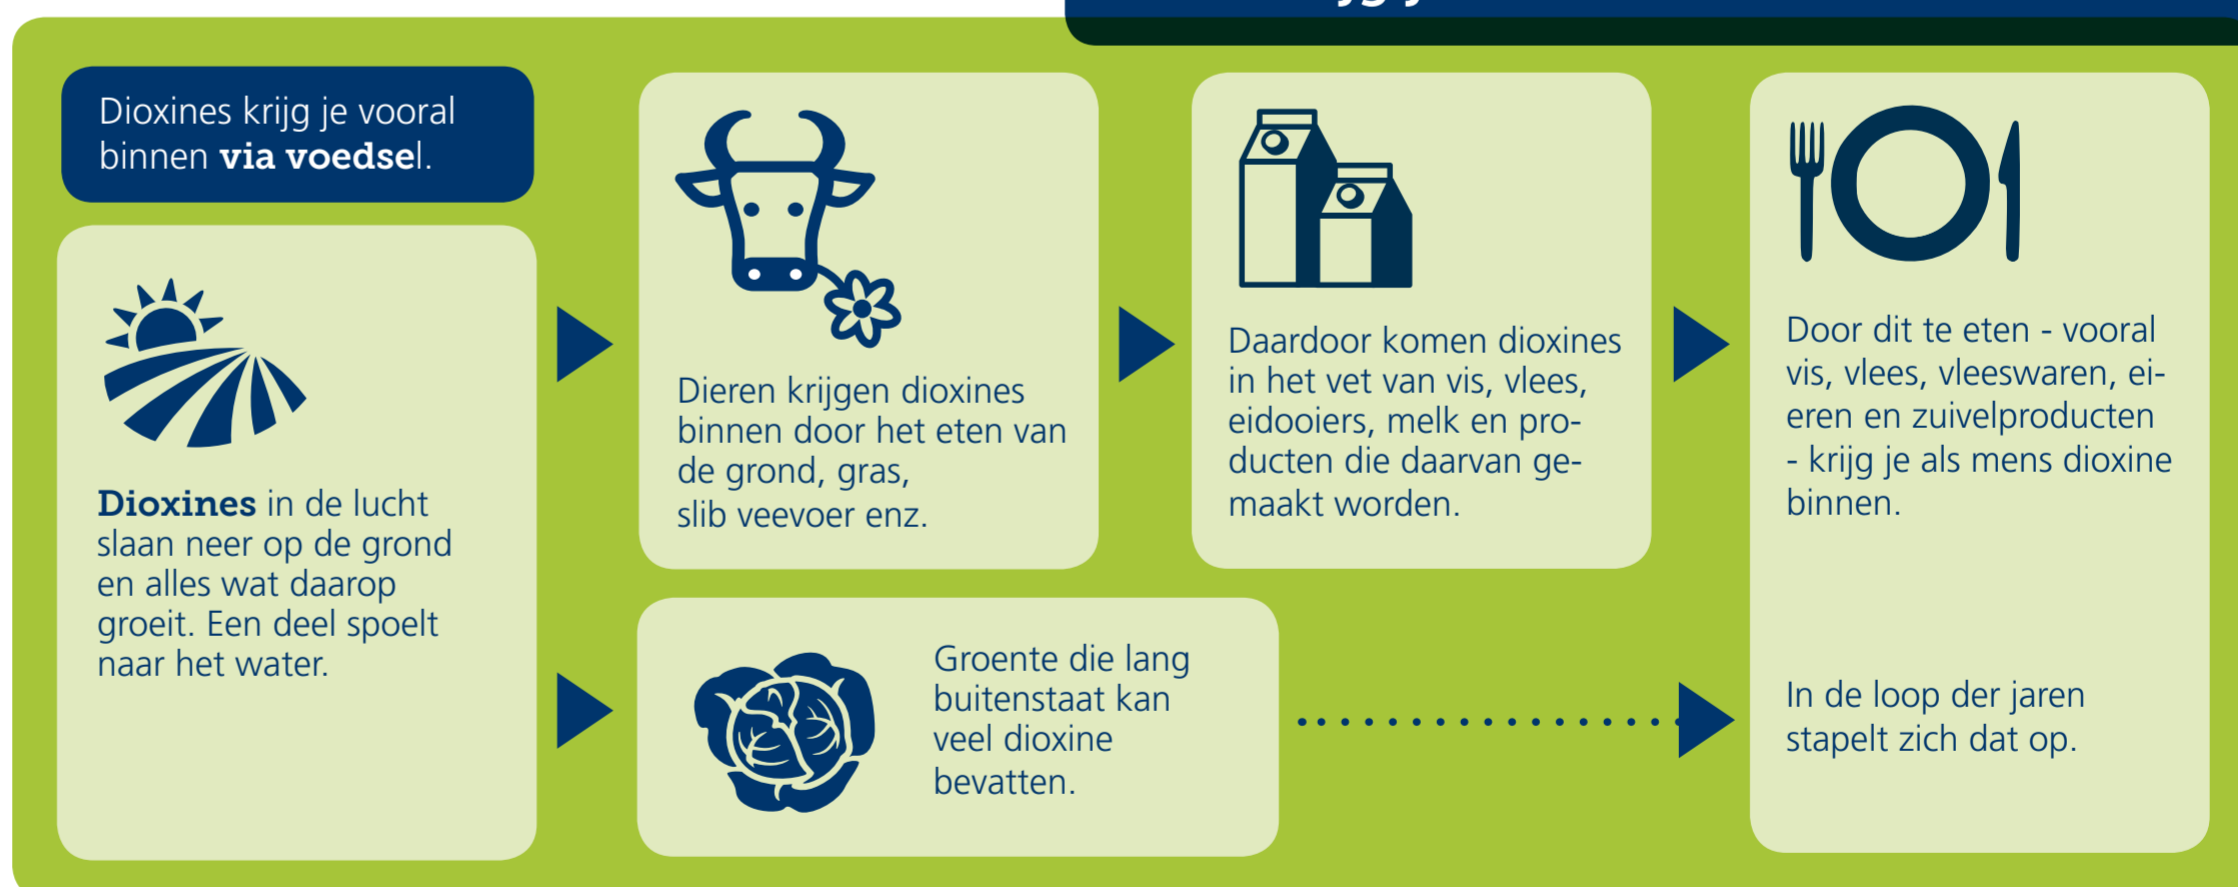 Dioxines krijg je vooral
binnen via voedsel.
Dioxines in de lucht
slaan neer op de grond
en alles wat daarop
groeit. Een deel spoelt
naar het water.
Dieren krijgen dioxines
binnen door het eten van
de grond, gras,
slib veevoer enz.
Daardoor komen dioxines
in het vet van vis, vlees,
eidooiers, melk en pro-
ducten die daarvan ge-
maakt worden.
Groente die lang
buitenstaat kan
veel dioxine
bevatten.
Door dit te eten - vooral
vis, vlees, vleeswaren, ei-
eren en zuivelproducten
- krijg je als mens dioxine
binnen.
In de loop der jaren
stapelt zich dat op.